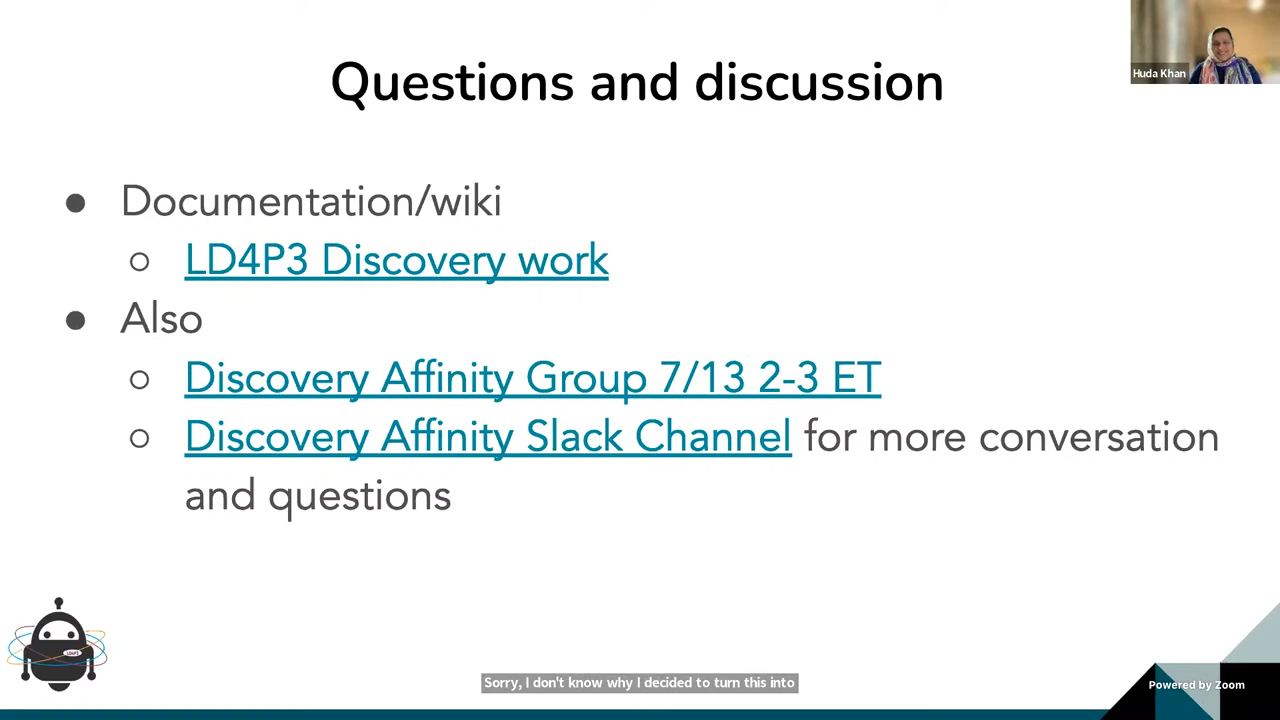 Questions and discussion
Huda Khan
● Documentation/wiki
○ LD4P3 Discovery work
● Also
○ Discovery Affinity Group 7/13 2-3 ET
○ Discovery Affinity Slack Channel for more conversation
and questions
LD4P3
Sorry, I don't know why I decided to turn this into
Powered by Zoom